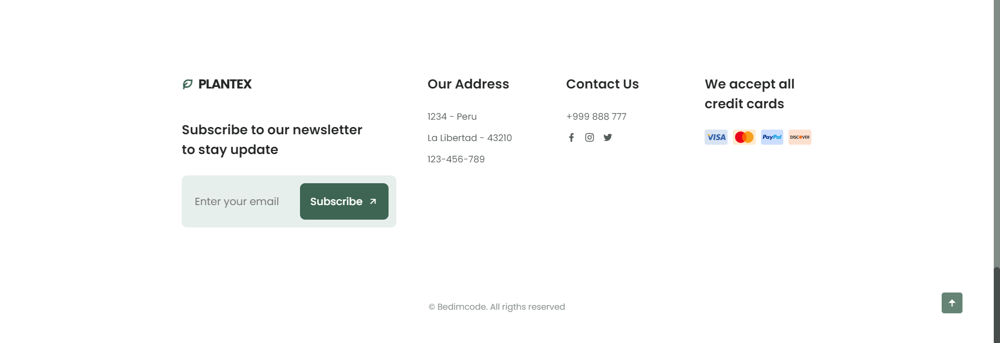 PLANTEX
Subscribe to our newsletter
to stay update
Enter your email
Subscribe
Our Address
1234 - Peru
La Libertad - 43210
123-456-789
Contact Us
+999 888 777
We accept all
credit cards
VISA
PayPal
DISCOVER
© Bedimcode. All rigths reserved